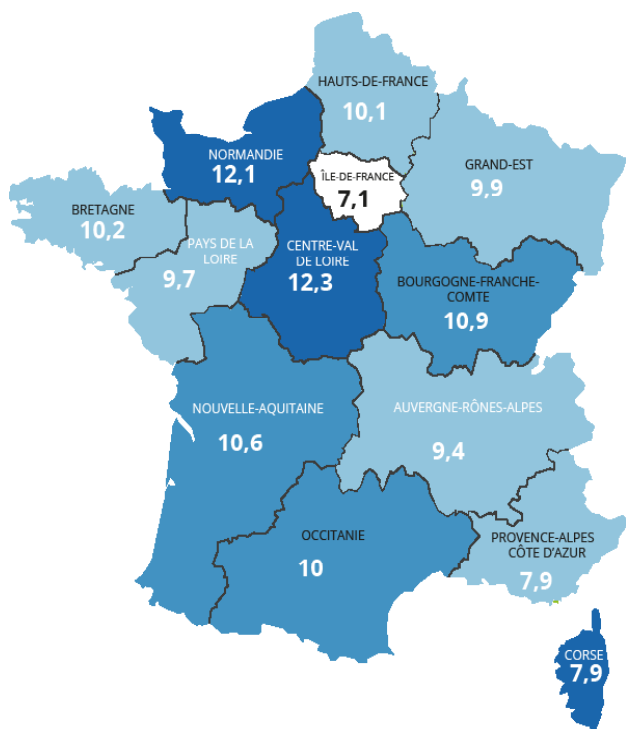 HAUTS-DE-FRANCE
10,1
NORMANDIE
12,1
ÎLE-DE-FRANCE
7,1
GRAND-EST
9,9
BRETAGNE
10,2
PAYS DE LA
LOIRE
9,7
CENTRE-VAL
DE LOIRE
12,3
BOURGOGNE-FRANCHE-
COMTE
10,9
NOUVELLE-AQUITAINE
10,6
AUVERGNE-RÔNES-ALPES
9,4
OCCITANIE
10
PROVENCE-ALPES
CÔTE D'AZUR
7,9
CORSE
7,9